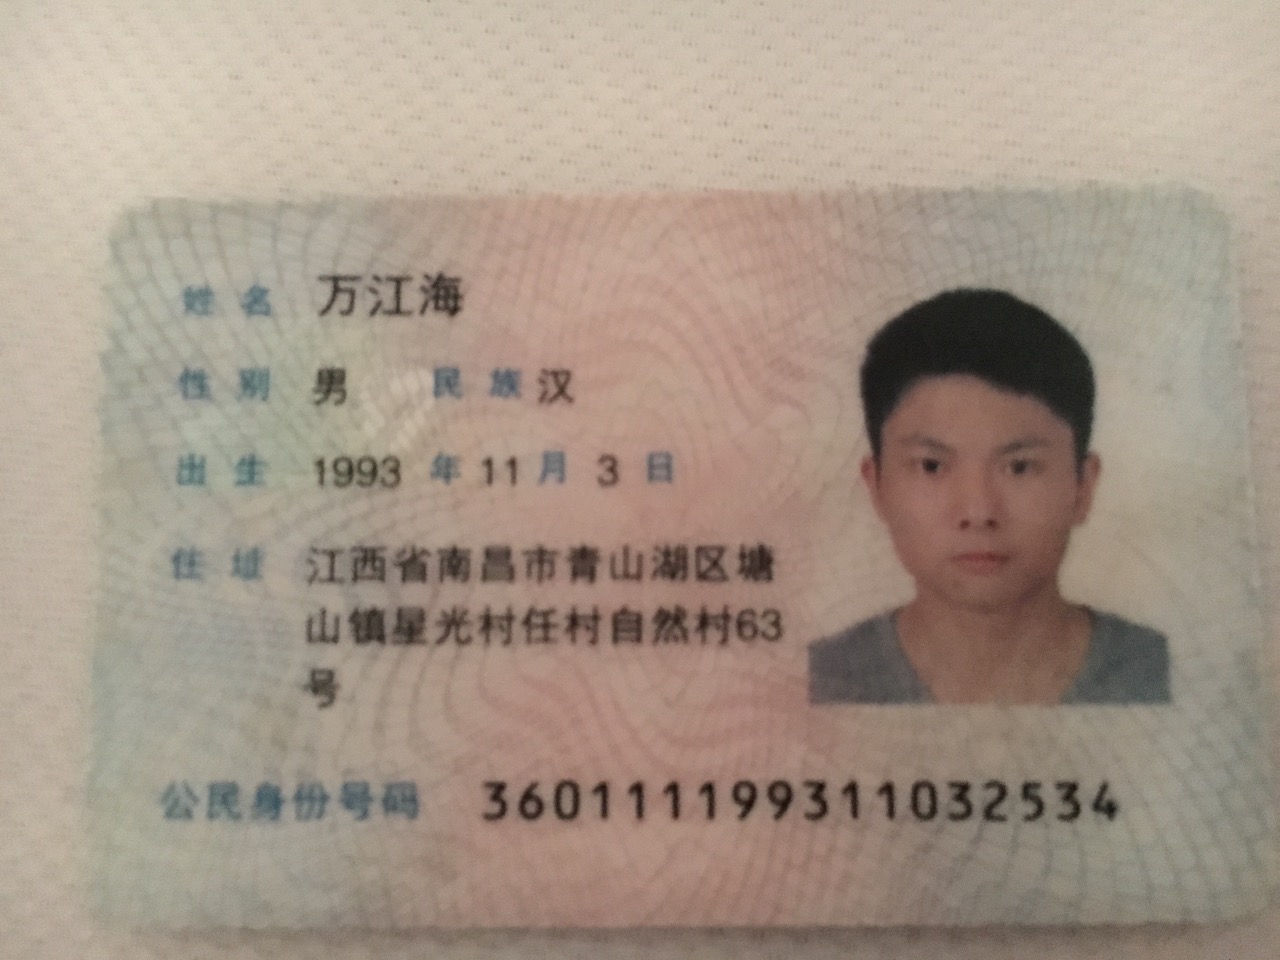 姓名 万江海
性别 男 民族 汉
出生 1993 年 11 月 3 日
住址 江西省南昌市青山湖区塘
山镇星光村任村自然村63
号
公民身份号码 360111199311032534